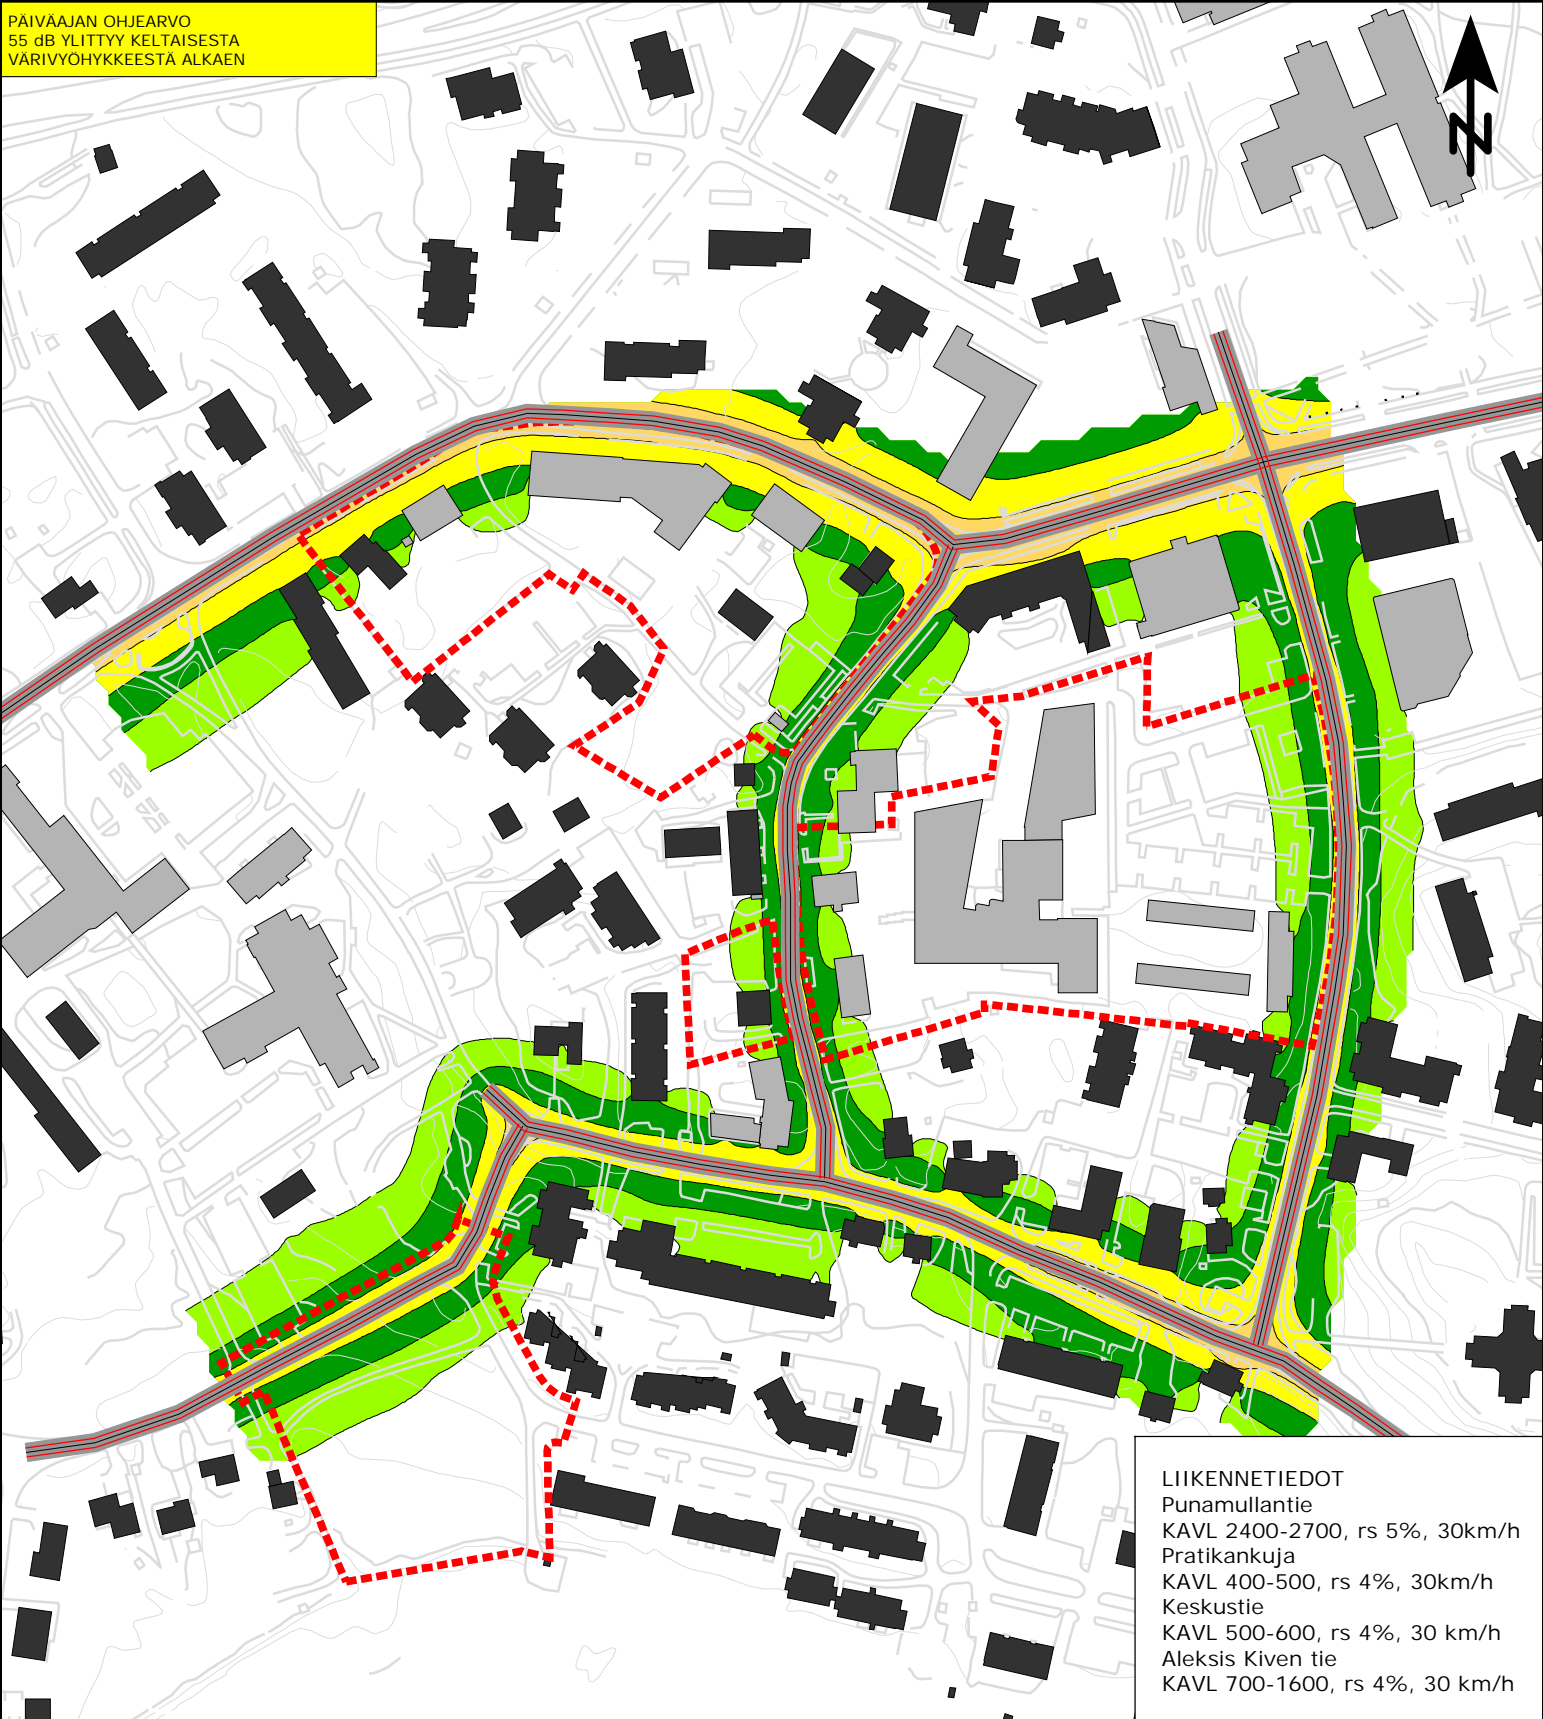 PÄIVÄAJAN OHJEARVO
55 dB YLITTYY KELTAISESTA
VÄRIVYÖHYKKEESTÄ ALKAEN
N
LIIKENNETIEDOT
Punamullantie
KAVL 2400-2700, rs 5%, 30km/h
Pratikankuja
KAVL 400-500, rs 4%, 30km/h
Keskustie
KAVL 500-600, rs 4%, 30 km/h
Aleksis Kiven tie
KAVL 700-1600, rs 4%, 30 km/h